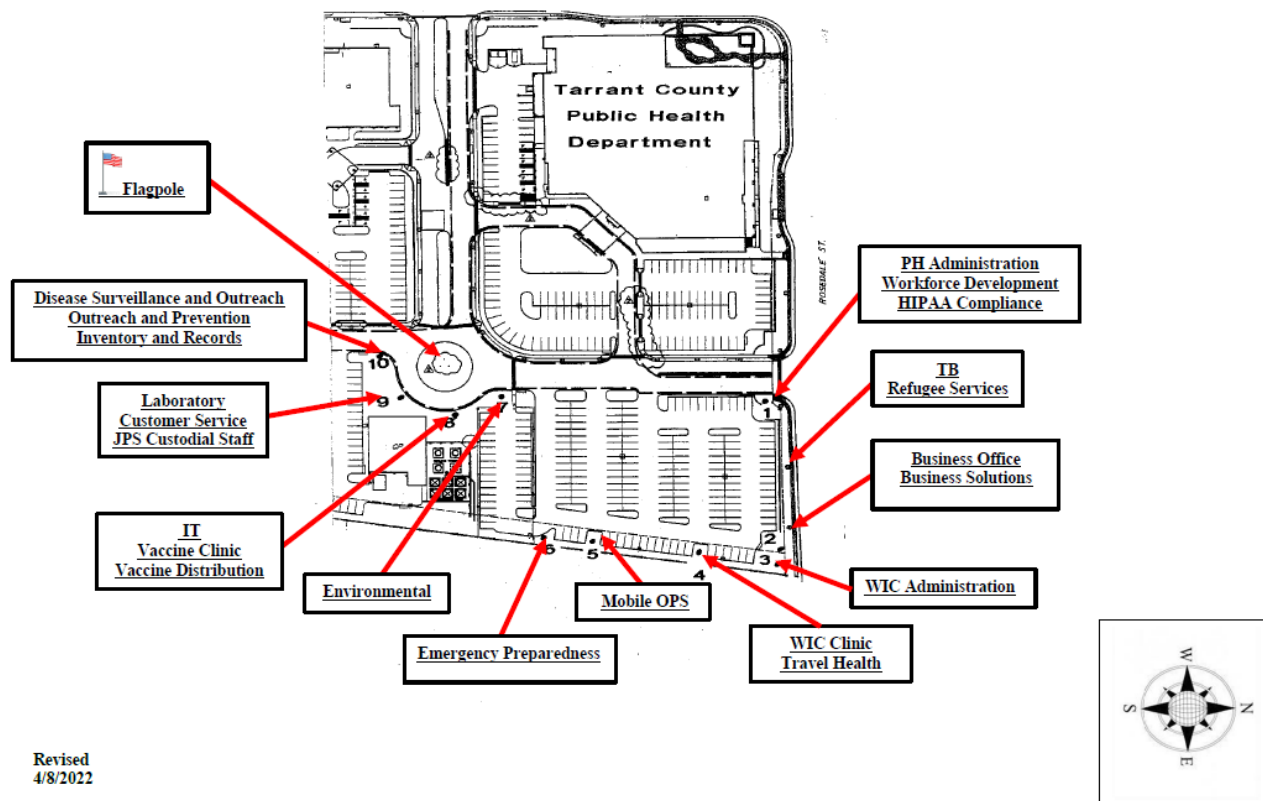 Tarrant County
Public Health
Department
Flagpole
ROSEDALE ST.
PH Administration
Workforce Development
HIPAA Compliance
Disease Surveillance and Outreach
Outreach and Prevention
Inventory and Records
TB
Refugee Services
Laboratory
Customer Service
JPS Custodial Staff
Business Office
Business Solutions
IT
Vaccine Clinic
Vaccine Distribution
Environmental
Mobile OPS
WIC Administration
Emergency Preparedness
WIC Clinic
Travel Health
10
9
8
7
1
2
3
4
5
6
W
N
S
E
Revised
4/8/2022